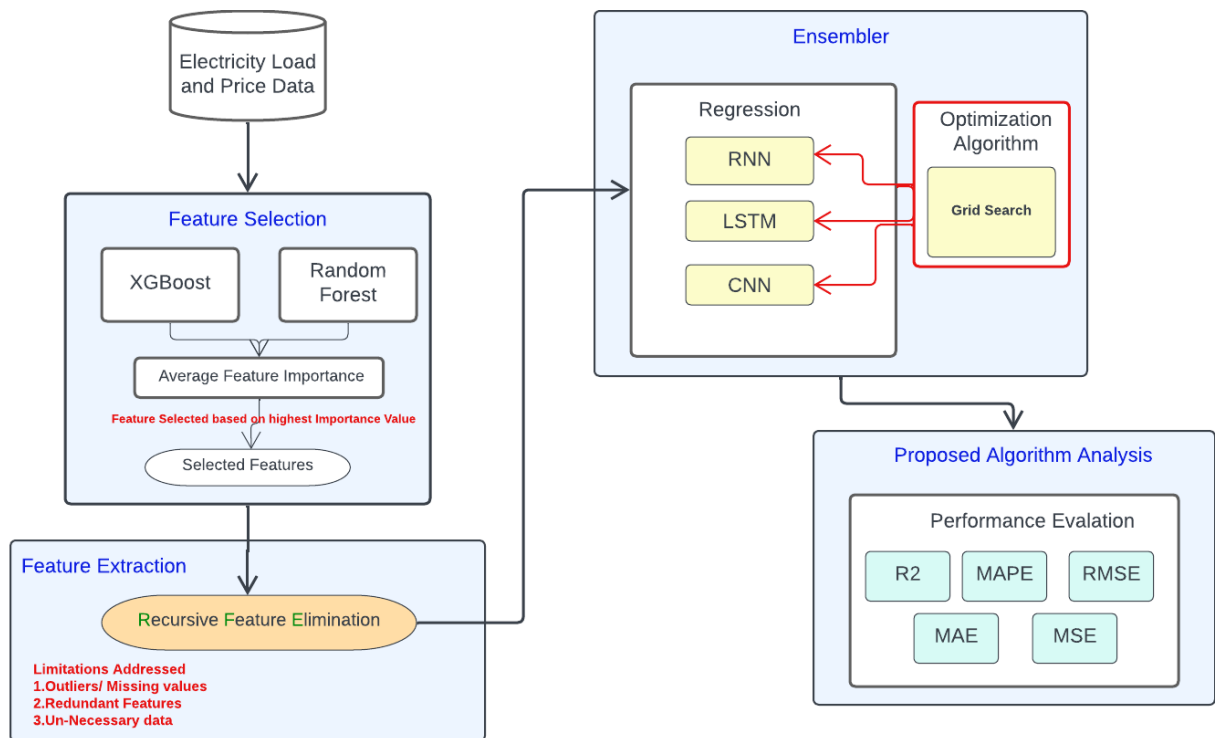 Electricity Load
and Price Data
Feature Selection
XGBoost
Random
Forest
Average Feature Importance
Feature Selected based on highest Importance Value
Selected Features
Feature Extraction
Recursive Feature Elimination
Limitations Addressed
1.Outliers/ Missing values
2.Redundant Features
3.Un-Necessary data
Ensembler
Regression
RNN
LSTM
CNN
Optimization
Algorithm
Grid Search
Proposed Algorithm Analysis
Performance Evalation
R2
MAPE
RMSE
MAE
MSE